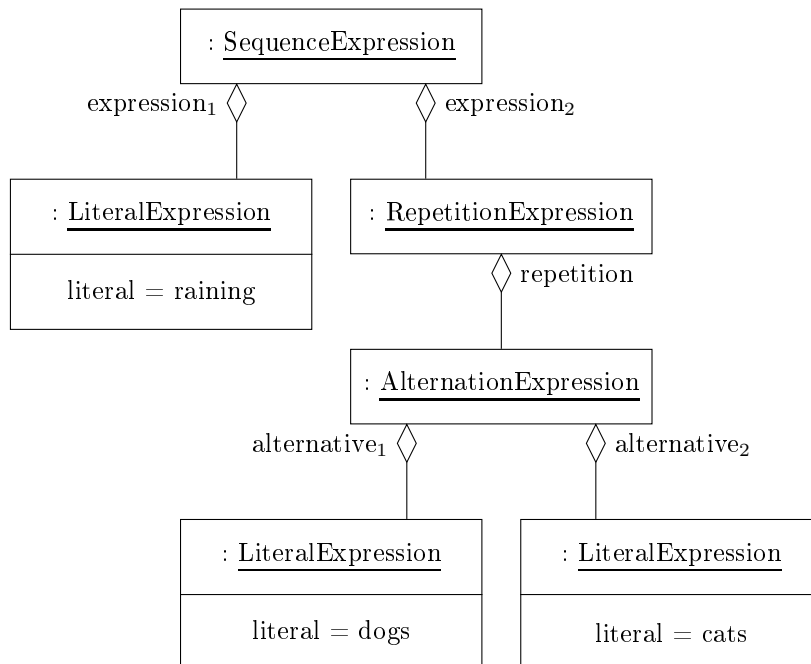 : SequenceExpression
expression₁
expression₂
: LiteralExpression
literal = raining
: RepetitionExpression
repetition
: AlternationExpression
alternative₁
alternative₂
: LiteralExpression
literal = dogs
: LiteralExpression
literal = cats